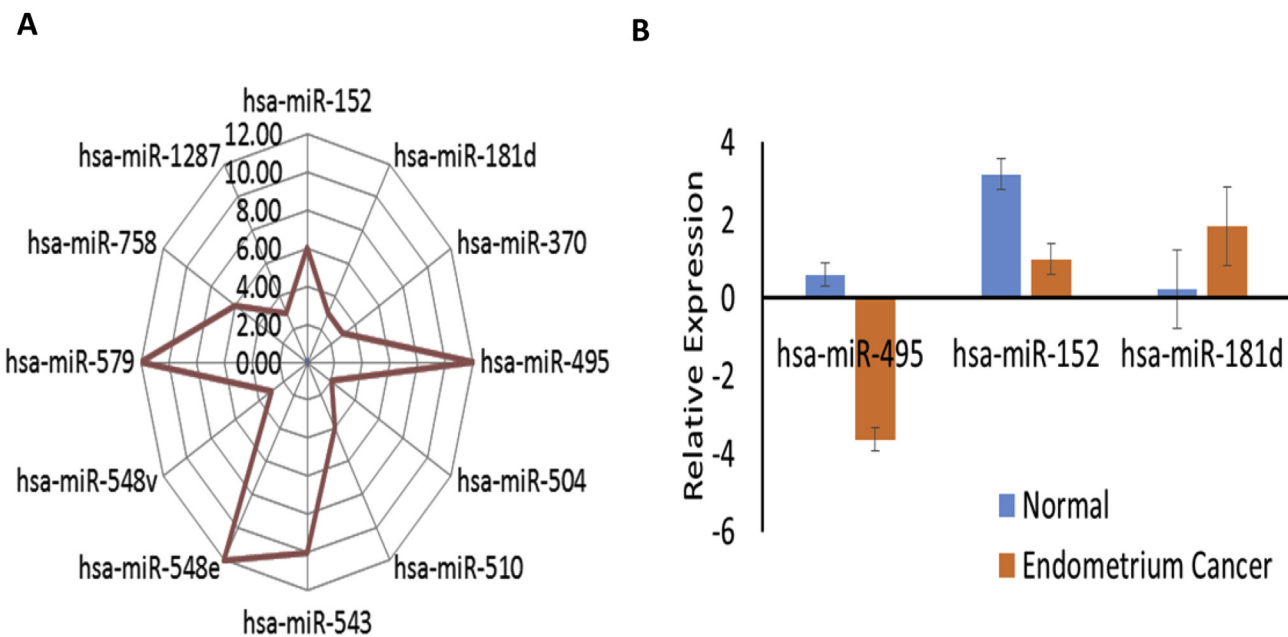 A
hsa-miR-152
hsa-miR-181d
hsa-miR-370
hsa-miR-495
hsa-miR-504
hsa-miR-510
hsa-miR-543
hsa-miR-548e
hsa-miR-548v
hsa-miR-579
hsa-miR-758
hsa-miR-1287
12.00
10.00
8.00
6.00
4.00
2.00
0.00
B
Relative Expression
4
2
0
-2
-4
-6
hsa-miR-495
hsa-miR-152
hsa-miR-181d
Normal
Endometrium Cancer